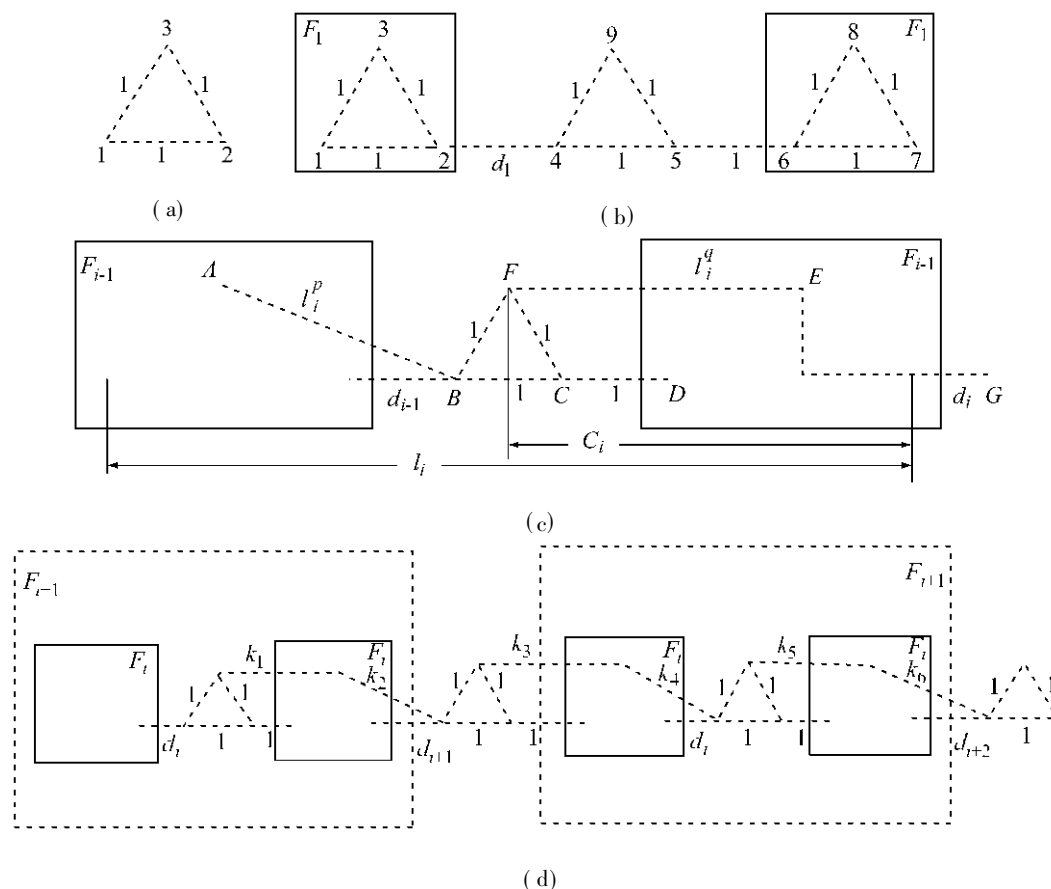 3
1 1
1 1 2
( a )
F1 3 9 8 F1
1 1 1 1 1 1
1 1 2 d1 4 1 5 1 6 1 7
( b )
Fi-1 A l_i^p F l_i^q E Fi-1
1 1
di-1 B 1 C 1 D di G
Ci
li
( c )
Fi-1 Fi+1
Fi k1 Fi k2 k3 Fi k4 k5 Fi k6
1 1 1 1 1 1 1 1
di 1 1 di+1 1 1 di 1 1 di+2 1
( d )